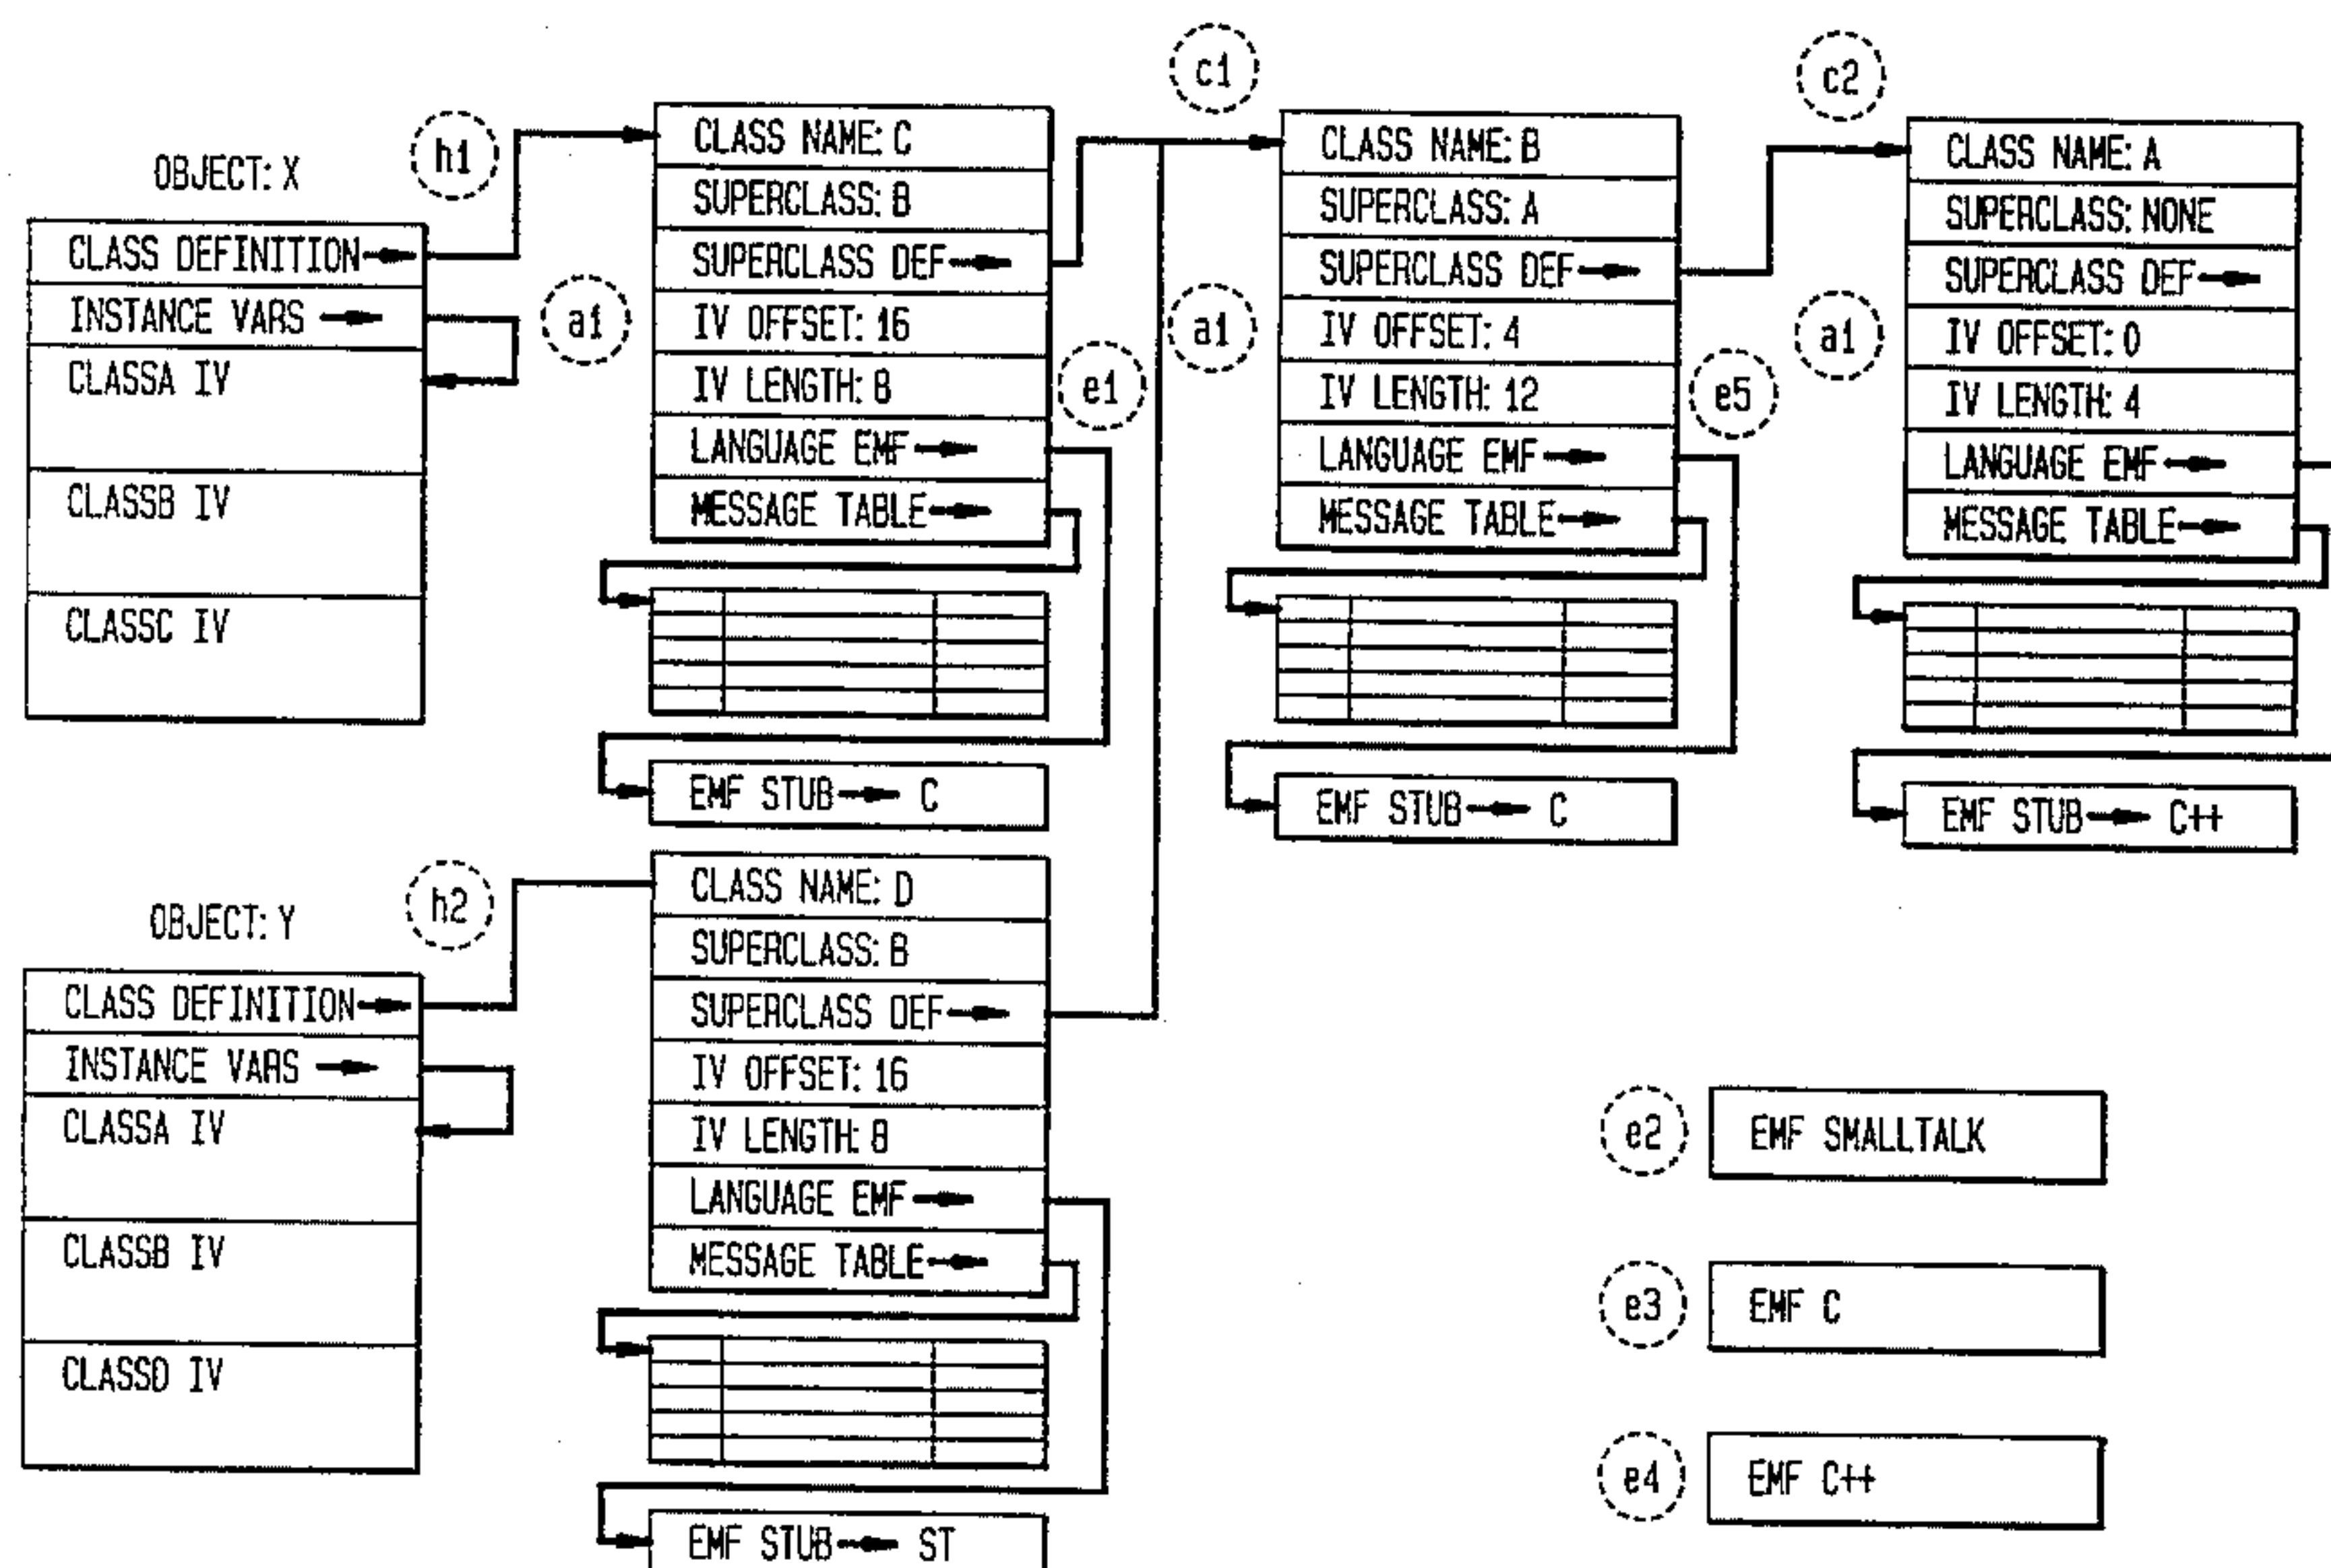 c1
c2
h1
OBJECT: X
CLASS DEFINITION
INSTANCE VARS
CLASSA IV
CLASSB IV
CLASSC IV
a1
CLASS NAME: C
SUPERCLASS: B
SUPERCLASS DEF
IV OFFSET: 16
IV LENGTH: 8
LANGUAGE EMF
MESSAGE TABLE
e1
EMF STUB C
a1
CLASS NAME: B
SUPERCLASS: A
SUPERCLASS DEF
IV OFFSET: 4
IV LENGTH: 12
LANGUAGE EMF
MESSAGE TABLE
e5
EMF STUB C
a1
CLASS NAME: A
SUPERCLASS: NONE
SUPERCLASS DEF
IV OFFSET: 0
IV LENGTH: 4
LANGUAGE EMF
MESSAGE TABLE
EMF STUB C++
h2
OBJECT: Y
CLASS DEFINITION
INSTANCE VARS
CLASSA IV
CLASSB IV
CLASSD IV
CLASS NAME: D
SUPERCLASS: B
SUPERCLASS DEF
IV OFFSET: 16
IV LENGTH: 8
LANGUAGE EMF
MESSAGE TABLE
EMF STUB ST
e2
EMF SMALLTALK
e3
EMF C
e4
EMF C++